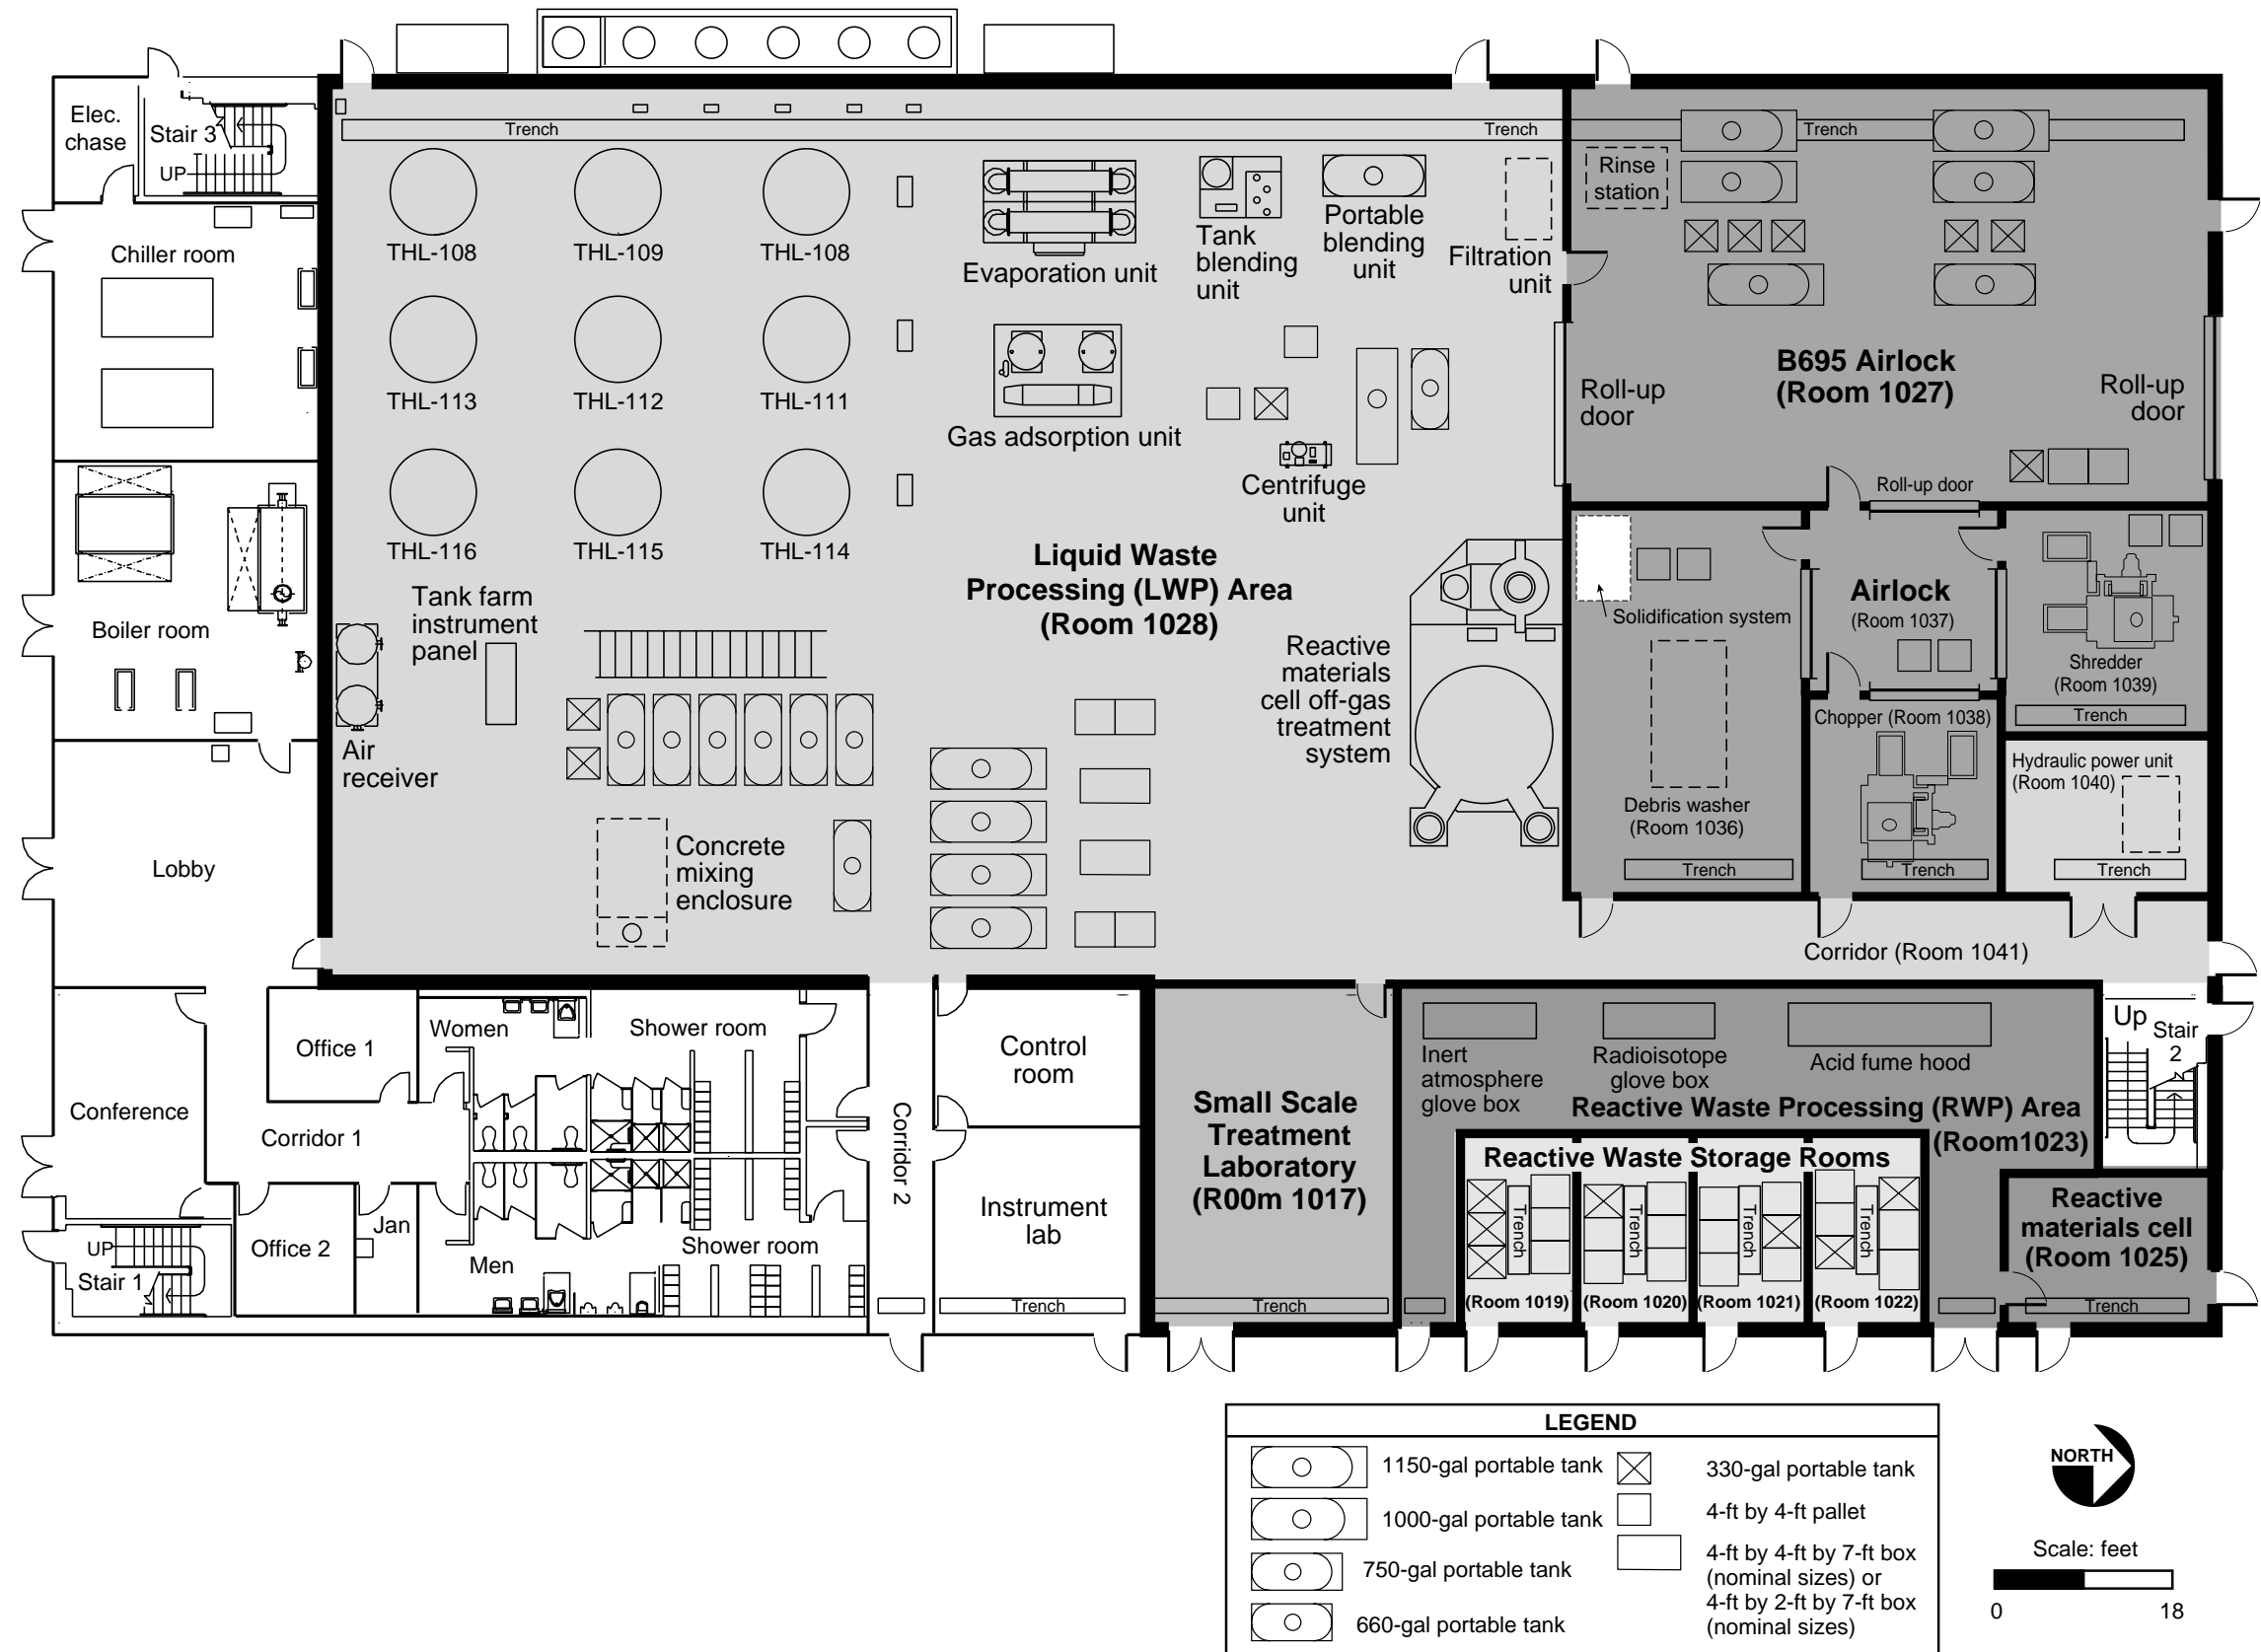 Elec.
chase
Stair 3
UP
Trench
Trench
Trench
Rinse
station
Chiller room
THL-108
THL-109
THL-108
Evaporation unit
Tank
blending
unit
Portable
blending
unit
Filtration
unit
THL-113
THL-112
THL-111
Gas adsorption unit
Centrifuge
unit
Roll-up
door
B695 Airlock
(Room 1027)
Roll-up
door
Roll-up door
THL-116
THL-115
THL-114
Liquid Waste
Processing (LWP) Area
(Room 1028)
Boiler room
Tank farm
instrument
panel
Air
receiver
Reactive
materials
cell off-gas
treatment
system
Solidification system
Airlock
(Room 1037)
Shredder
(Room 1039)
Trench
Chopper (Room 1038)
Hydraulic power unit
(Room 1040)
Debris washer
(Room 1036)
Trench
Trench
Trench
Lobby
Concrete
mixing
enclosure
Corridor (Room 1041)
Conference
Office 1
Women
Shower room
Corridor 1
Corridor 2
Control
room
Small Scale
Treatment
Laboratory
(R00m 1017)
Inert
atmosphere
glove box
Radioisotope
glove box
Acid fume hood
Reactive Waste Processing (RWP) Area
(Room1023)
Up
Stair
2
Reactive Waste Storage Rooms
Trench
Trench
Trench
Trench
(Room 1019)
(Room 1020)
(Room 1021)
(Room 1022)
Reactive
materials cell
(Room 1025)
Trench
UP
Stair 1
Office 2
Jan
Men
Shower room
Instrument
lab
Trench
Trench
LEGEND
1150-gal portable tank
1000-gal portable tank
750-gal portable tank
660-gal portable tank
330-gal portable tank
4-ft by 4-ft pallet
4-ft by 4-ft by 7-ft box
(nominal sizes) or
4-ft by 2-ft by 7-ft box
(nominal sizes)
NORTH
Scale: feet
0 18